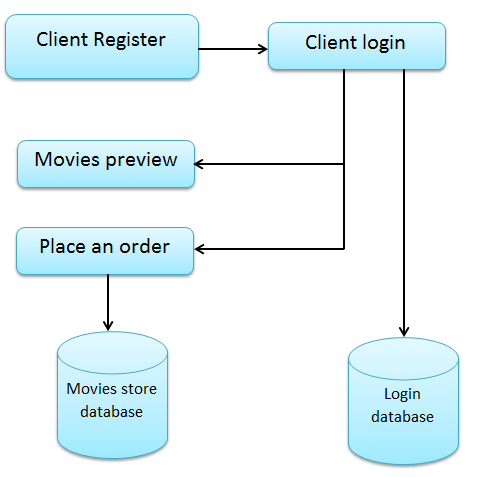 Client Register
Client login
Movies preview
Place an order
Movies store
database
Login
database